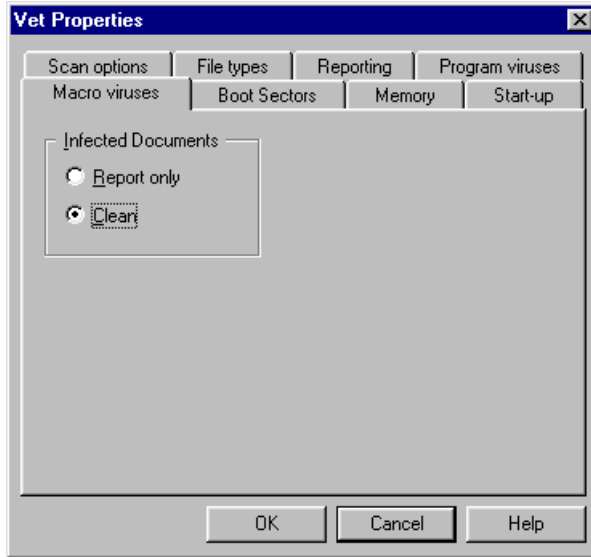 Vet Properties
Scan options File types Reporting Program viruses
Macro viruses Boot Sectors Memory Start-up
Infected Documents
Report only
Clean
OK Cancel Help